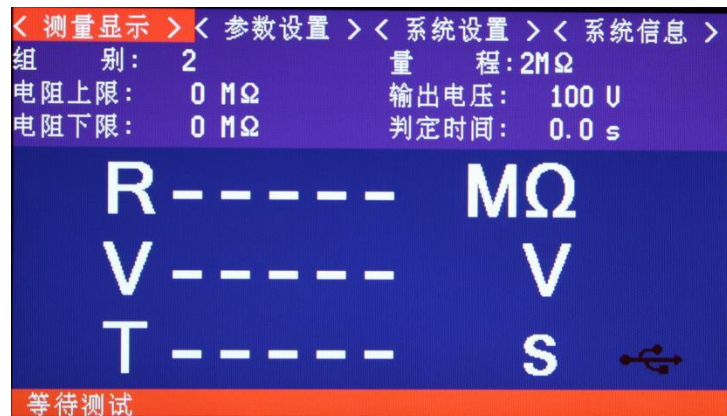 < 测量显示 > < 参数设置 > < 系统设置 > < 系统信息 >
组 别: 2 量 程:2MΩ
电阻上限: 0 MΩ 输出电压: 100 V
电阻下限: 0 MΩ 判定时间: 0.0 s
R ----- MΩ
V ----- V
T ----- s
等待测试